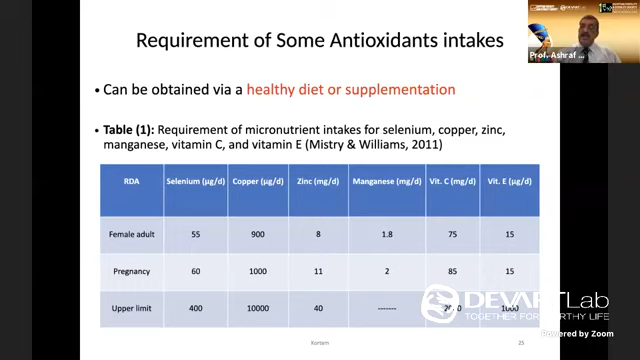 Requirement of Some Antioxidants intakes
• Can be obtained via a healthy diet or supplementation
• Table (1): Requirement of micronutrient intakes for selenium, copper, zinc,
manganese, vitamin C, and vitamin E (Mistry & Williams, 2011)
RDA Selenium (µg/d) Copper (µg/d) Zinc (mg/d) Manganese (mg/d) Vit. C (mg/d) Vit. E (µg/d)
Female adult 55 900 8 1.8 75 15
Pregnancy 60 1000 11 2 85 15
Upper limit 400 10000 40 -------- 1000
Kortam
25
Prof. Ashraf ...
DEVARTLab
TOGETHER FOR HEALTHY LIFE
Powered by Zoom